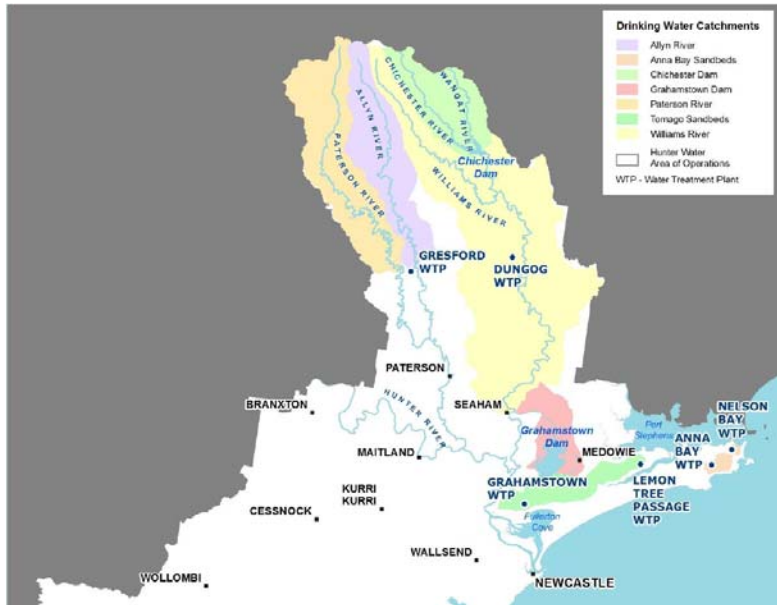 Drinking Water Catchments
Allyn River
Anna Bay Sandbeds
Chichester Dam
Grahamstown Dam
Paterson River
Tomago Sandbeds
Williams River
Hunter Water
Area of Operations
WTP - Water Treatment Plant
PATERSON RIVER
ALLYN RIVER
CHICHESTER RIVER
WANGAT RIVER
Chichester
Dam
WILLIAMS RIVER
GRESFORD
WTP
DUNGOG
WTP
PATERSON
BRANXTON
HUNTER RIVER
SEAHAM
MAITLAND
Grahamstown
Dam
MEDOWIE
Port
Stephens
NELSON
BAY
WTP
ANNA
BAY
WTP
GRAHAMSTOWN
WTP
LEMON
TREE
PASSAGE
WTP
KURRI
KURRI
CESSNOCK
Fullerton
Cove
WALLSEND
WOLLOMBI
NEWCASTLE